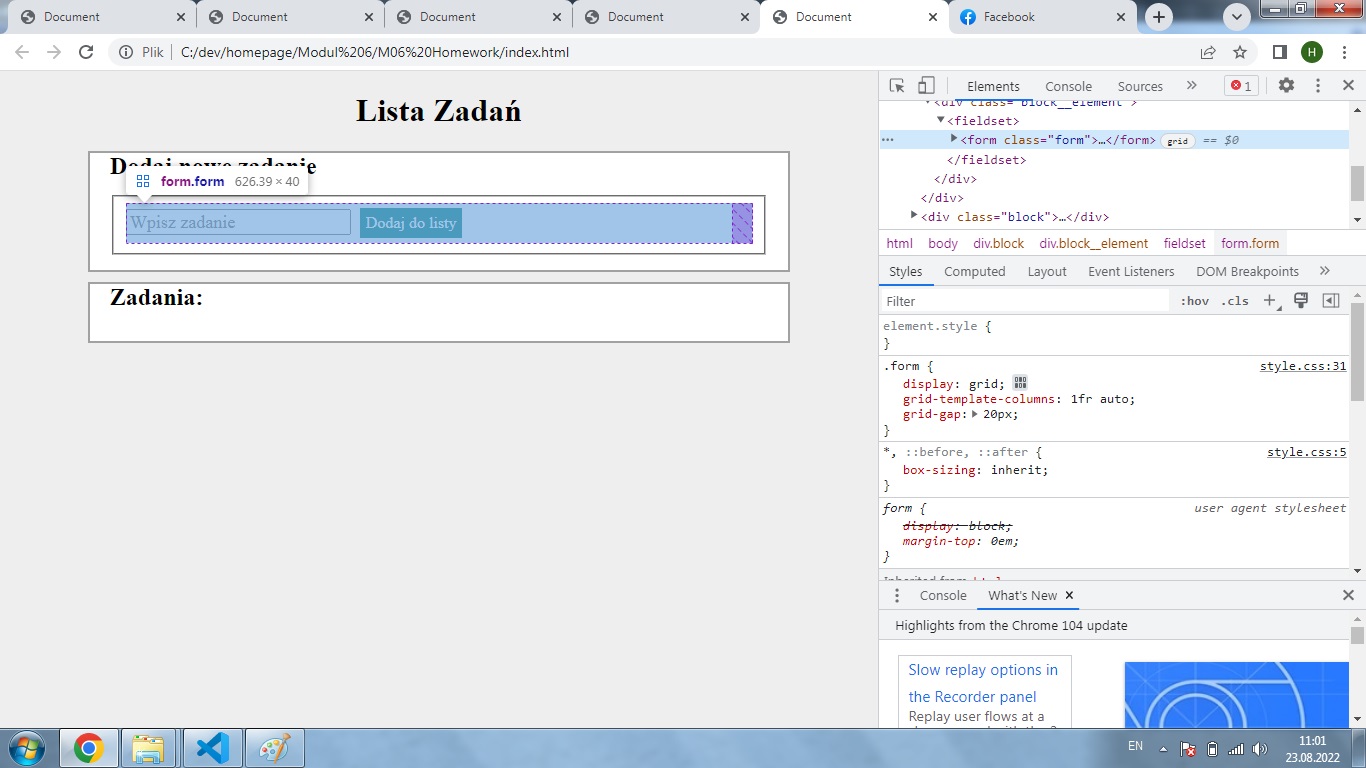 Document
Document
Document
Document
Document
Facebook
Plik
C:/dev/homepage/Modul%206/M06%20Homework/index.html
H
Lista Zadań
Dodaj nowe zadanie
form.form 626.39 × 40
Wpisz zadanie
Dodaj do listy
Zadania:
Elements
Console
Sources
1
<div class="block__element">
<fieldset>
<form class="form">…</form> grid == $0
</fieldset>
</div>
</div>
<div class="block">…</div>
html body div.block div.block__element fieldset form.form
Styles Computed Layout Event Listeners DOM Breakpoints
Filter
:hov .cls
element.style {
}
.form {
style.css:31
display: grid;
grid-template-columns: 1fr auto;
grid-gap: 20px;
}
*, ::before, ::after {
style.css:5
box-sizing: inherit;
}
form {
user agent stylesheet
display: block;
margin-top: 0em;
}
Inherited from html
Console What's New
Highlights from the Chrome 104 update
Slow replay options in
the Recorder panel
Replay user flows at a
EN
11:01
23.08.2022